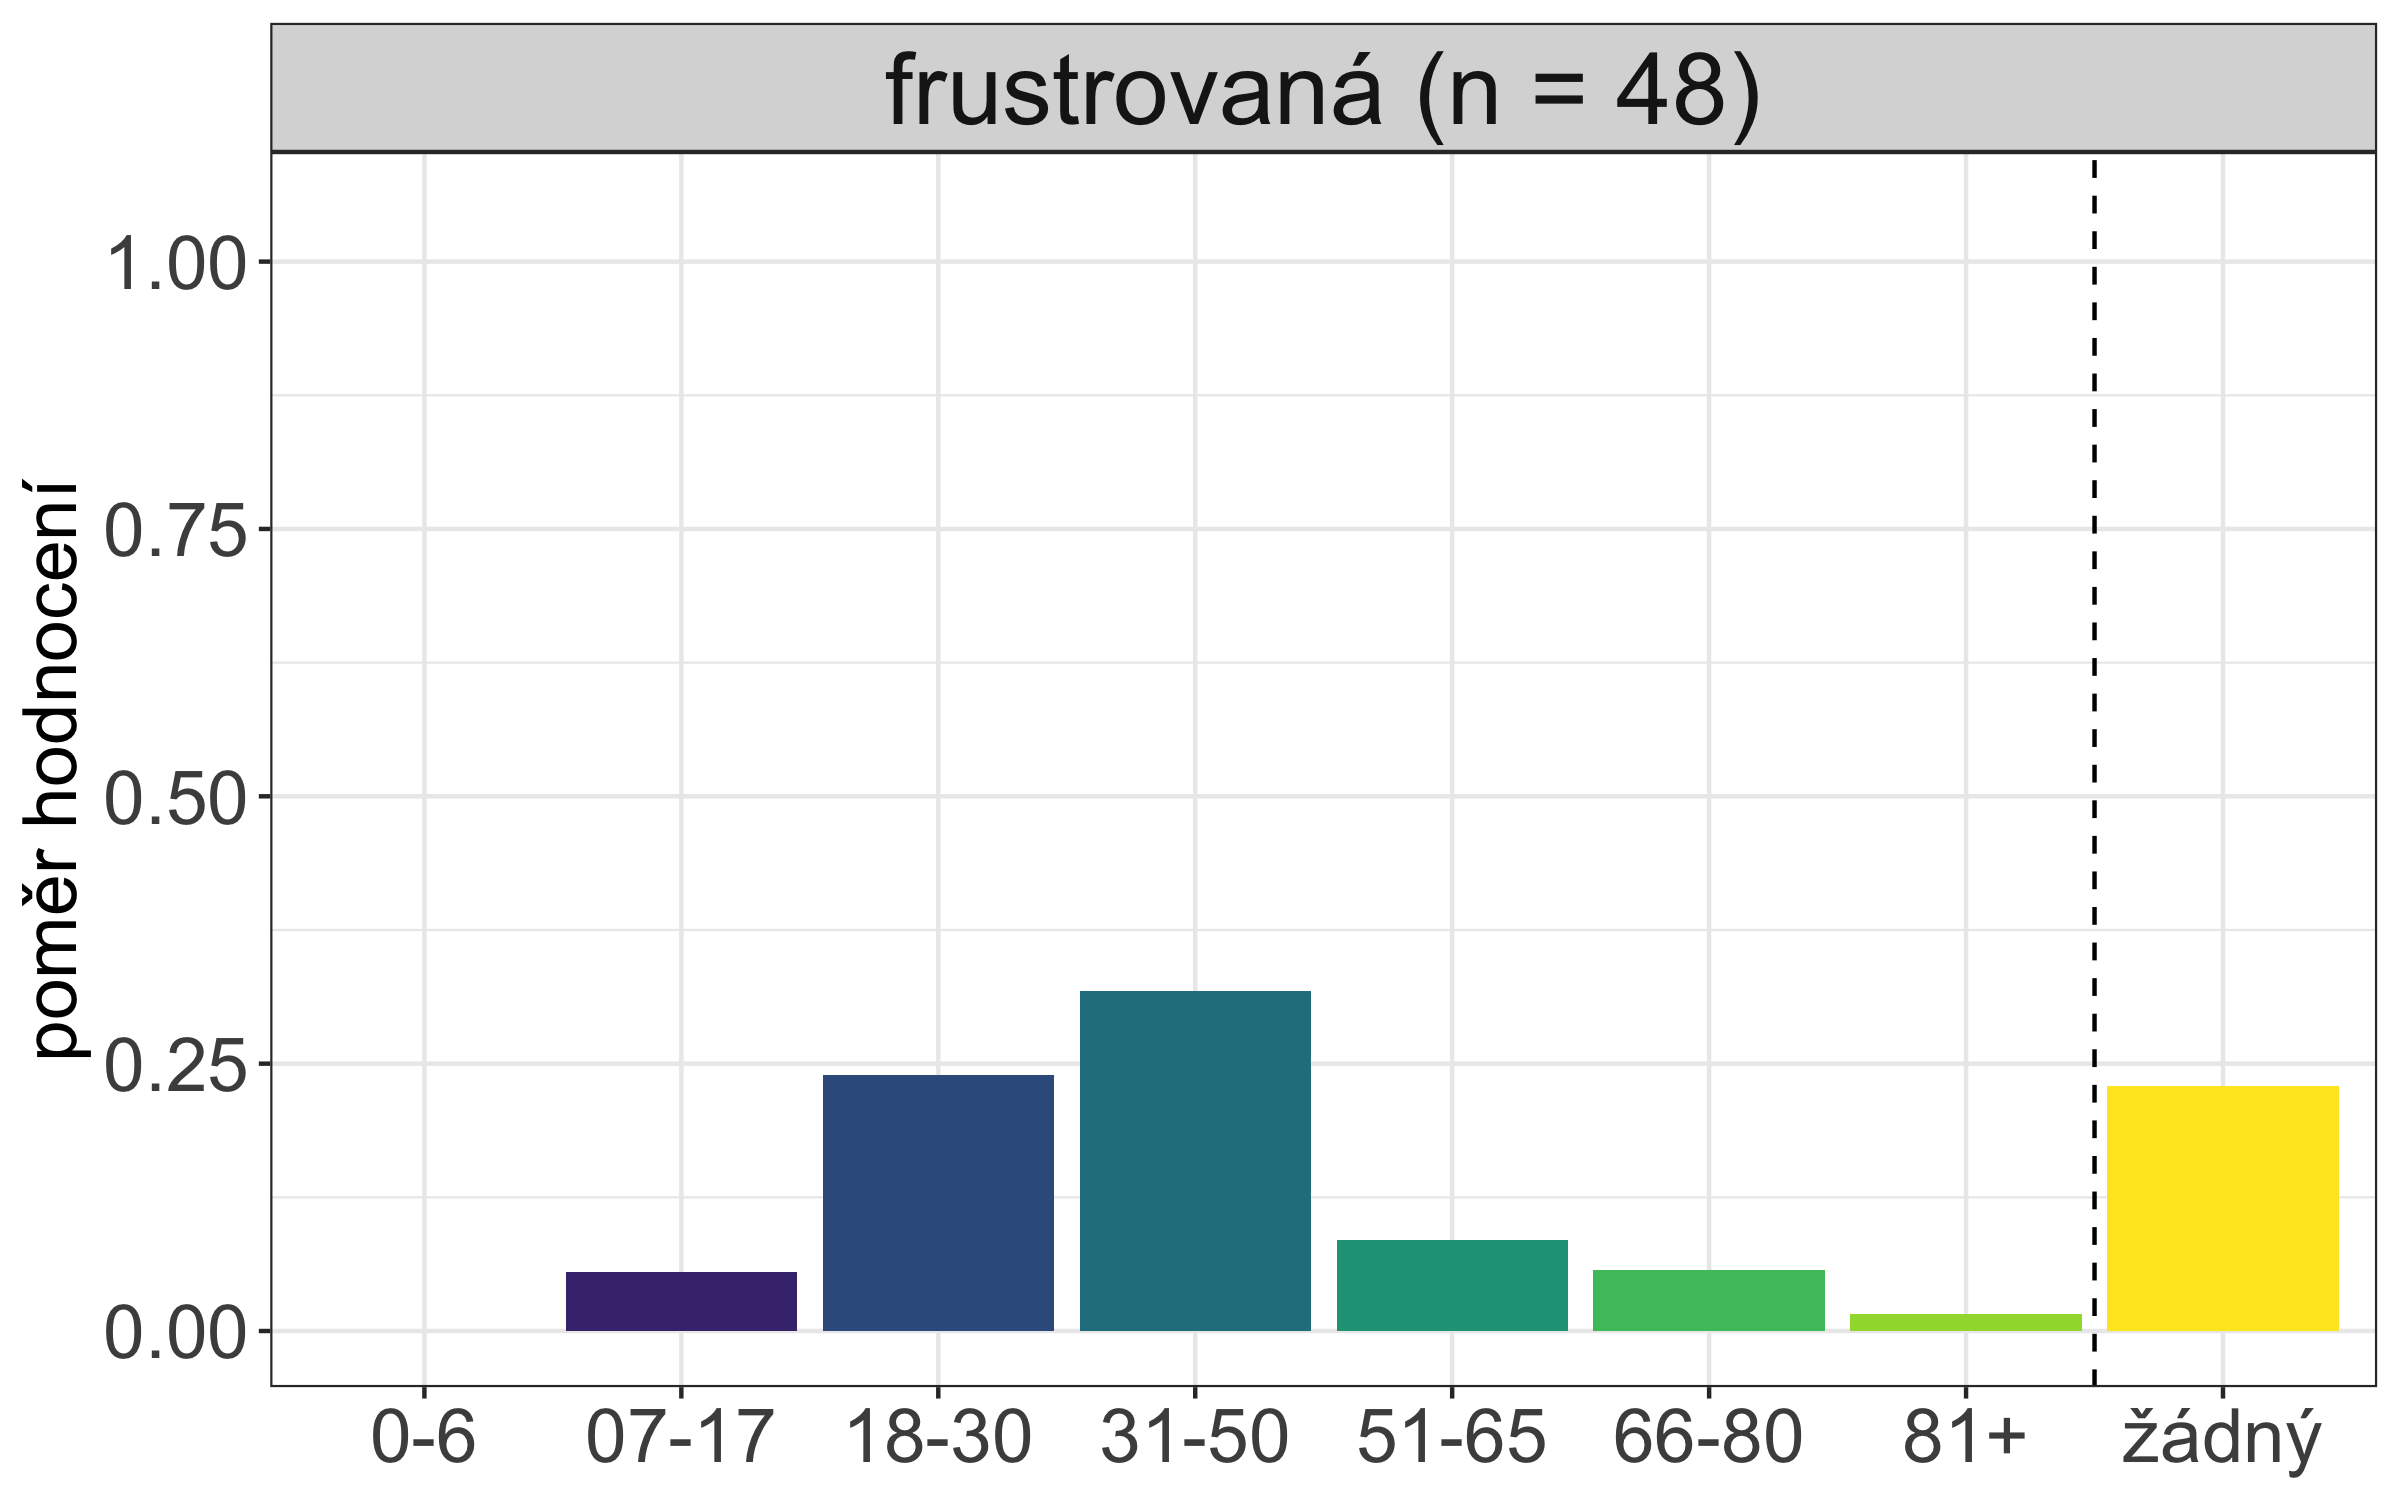 frustrovaná (n = 48)
poměr hodnocení
1.00
0.75
0.50
0.25
0.00
0-6 07-17 18-30 31-50 51-65 66-80 81+ žádný